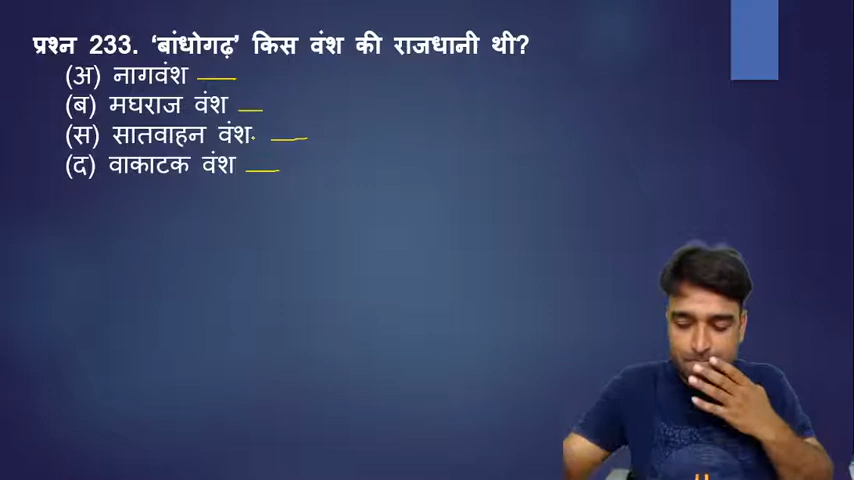 प्रश्न 233. ‘बांधोगढ़’ किस वंश की राजधानी थी?
(अ) नागवंश
(ब) मघराज वंश
(स) सातवाहन वंश
(द) वाकाटक वंश